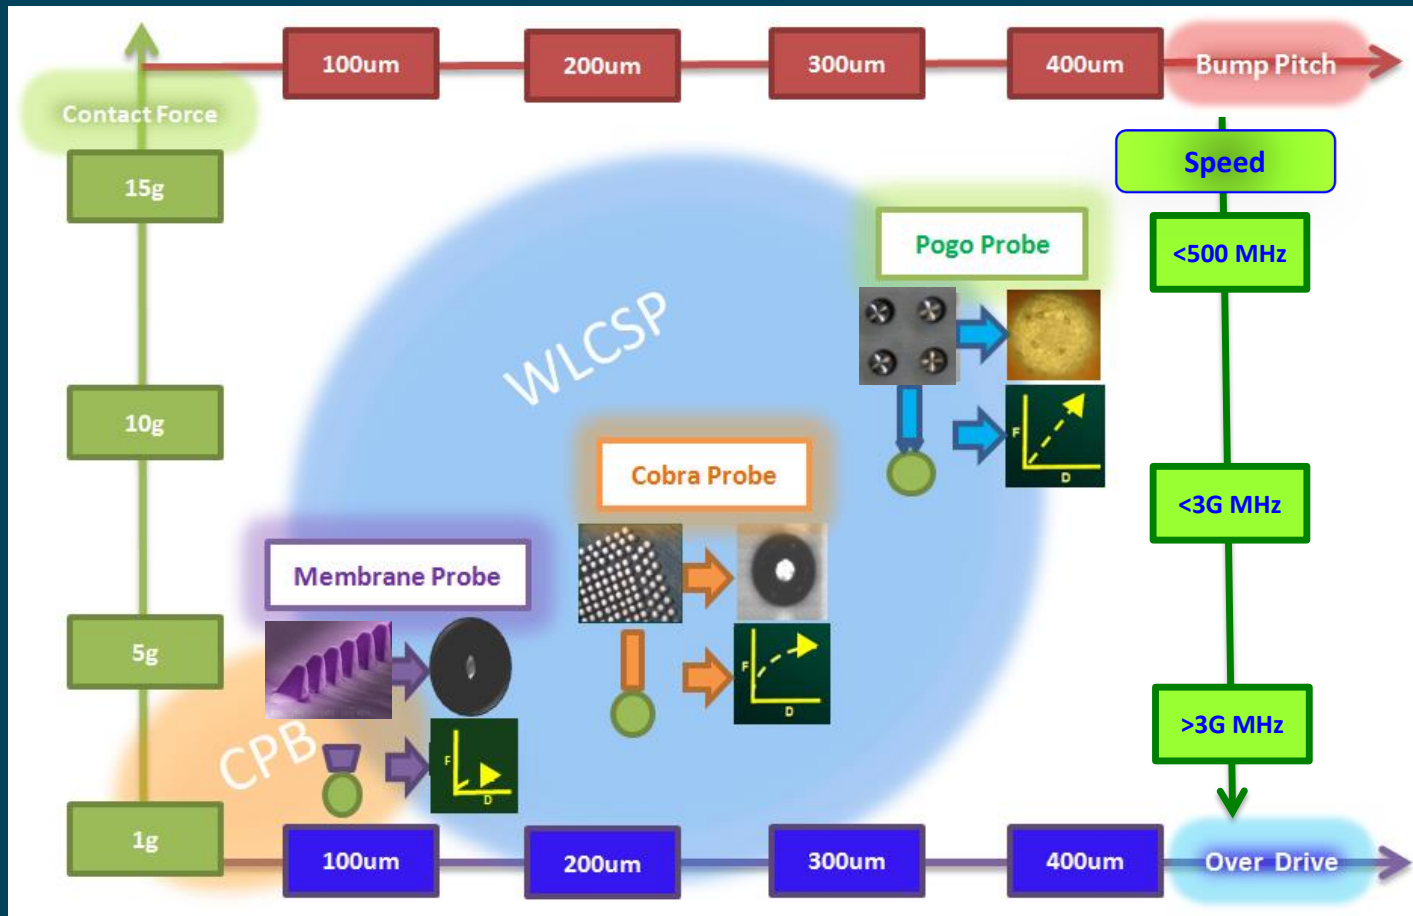 100um
200um
300um
400um
Bump Pitch
Contact Force
Speed
15g
<500 MHz
Pogo Probe
WLCSP
10g
F
D
Cobra Probe
<3G MHz
Membrane Probe
5g
F
D
CPB
F
D
>3G MHz
1g
100um
200um
300um
400um
Over Drive